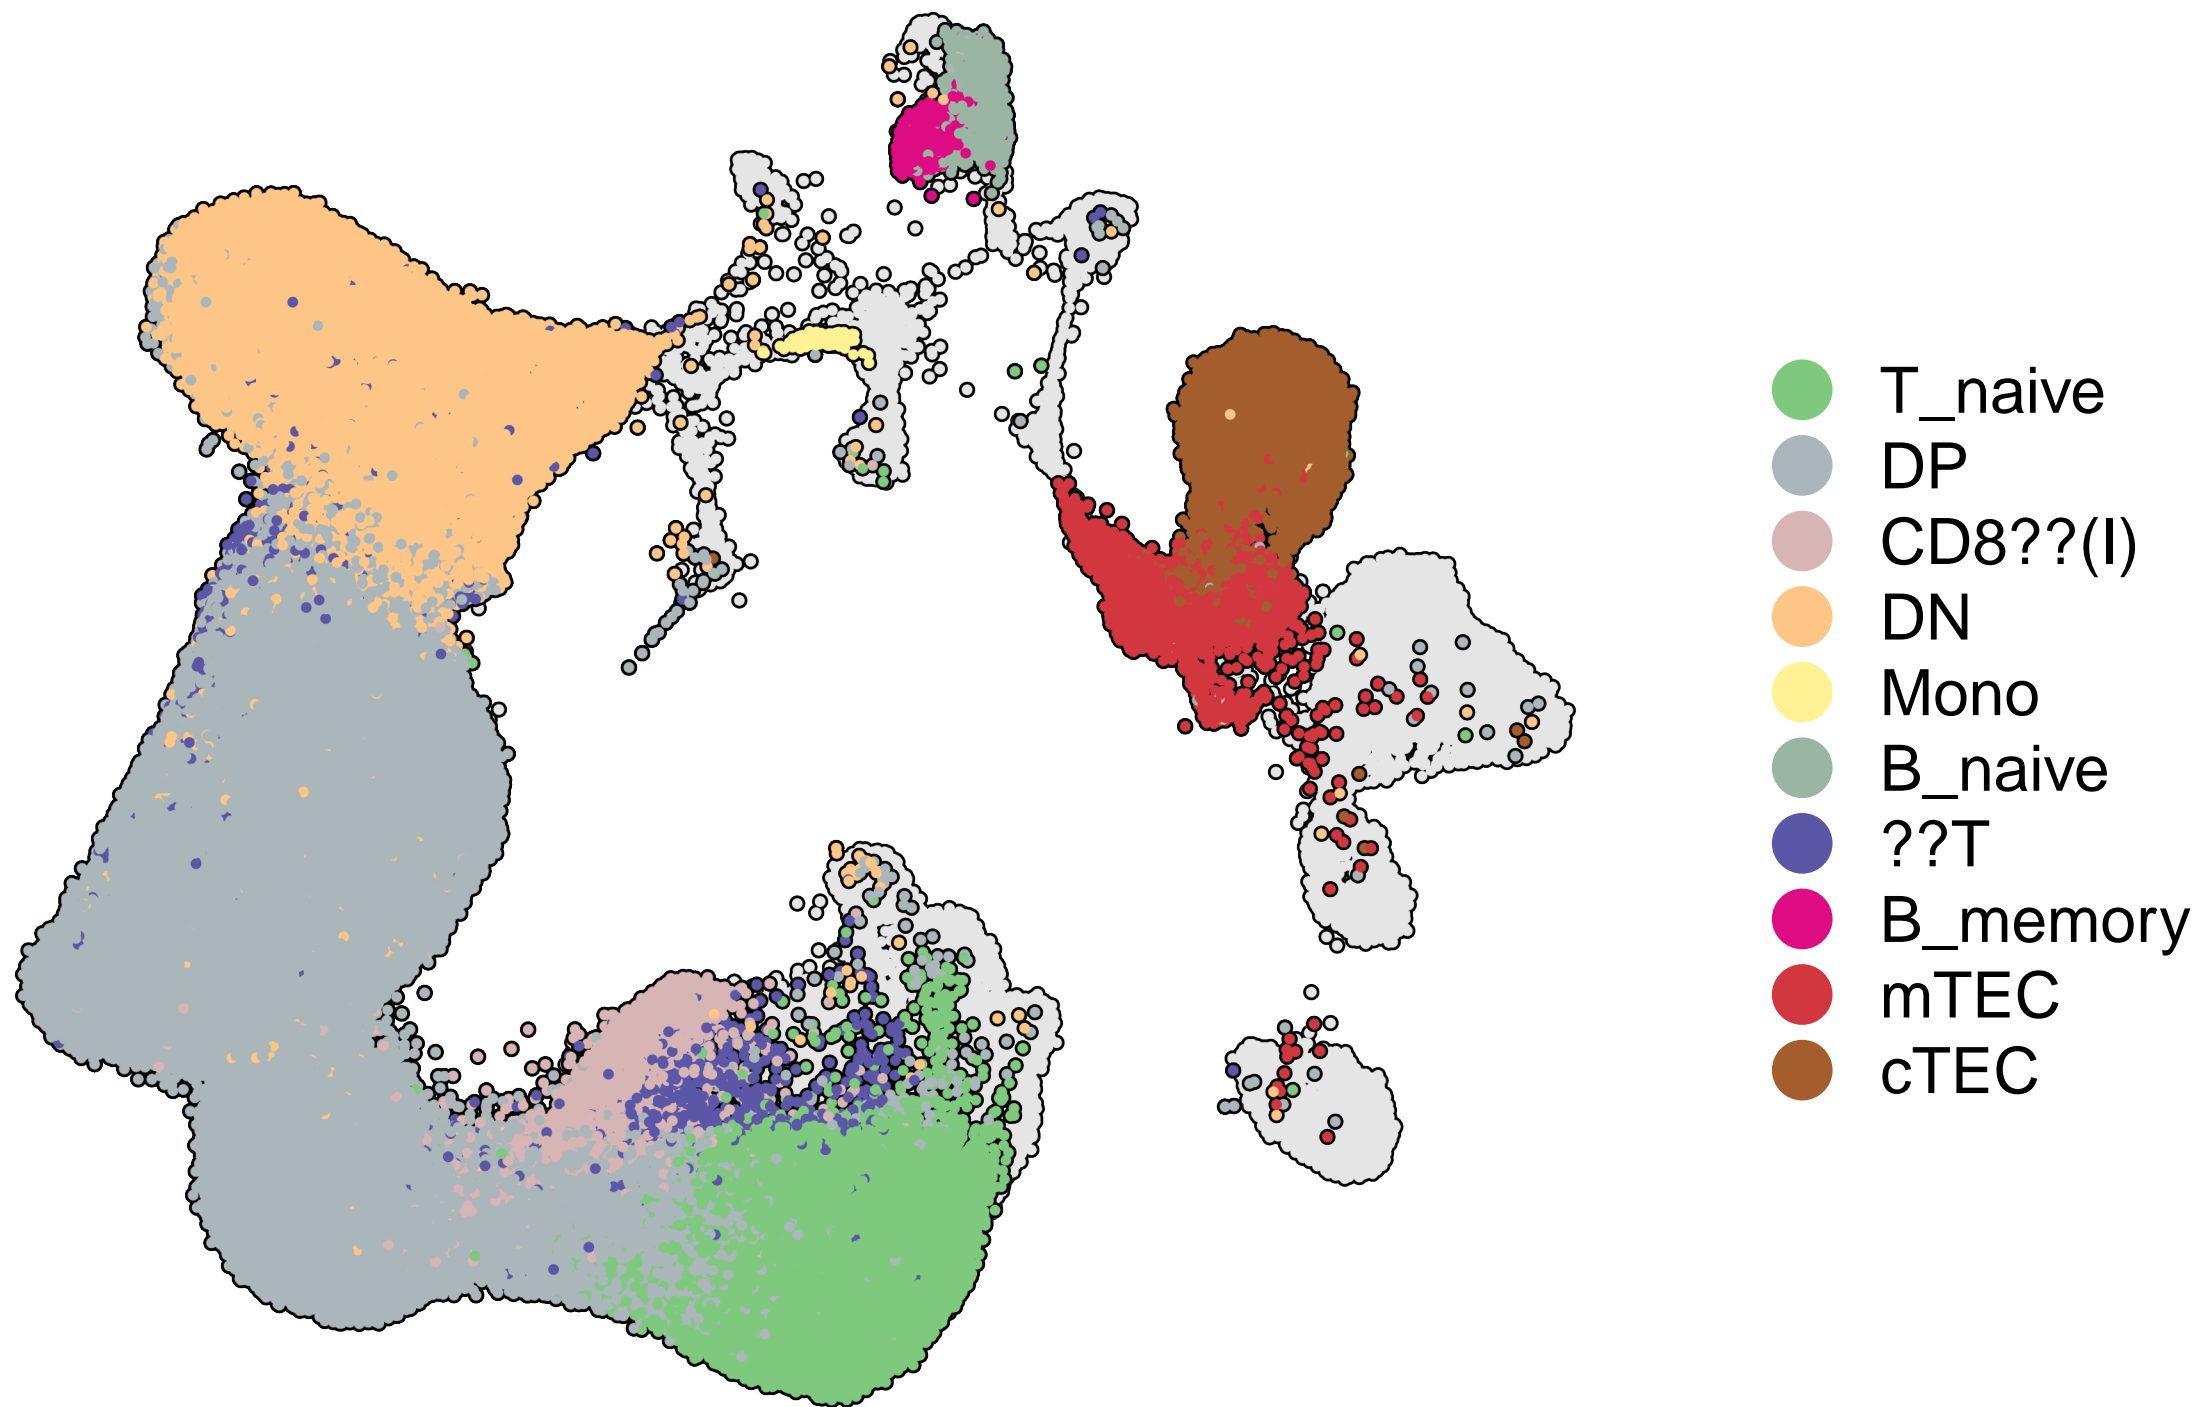 T_naive
DP
CD8??(I)
DN
Mono
B_naive
??T
B_memory
mTEC
cTEC